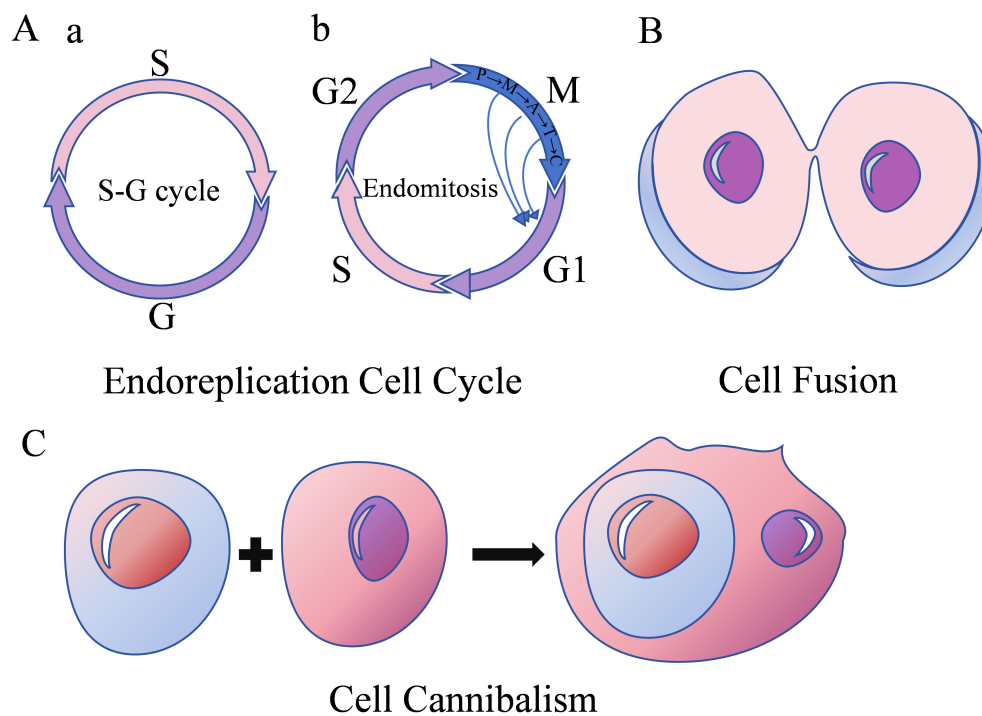 A a b B
S
G2 M
P→M→A→T→C
S-G cycle
Endomitosis
S
G1
G
Endoreplication Cell Cycle
Cell Fusion
C
Cell Cannibalism